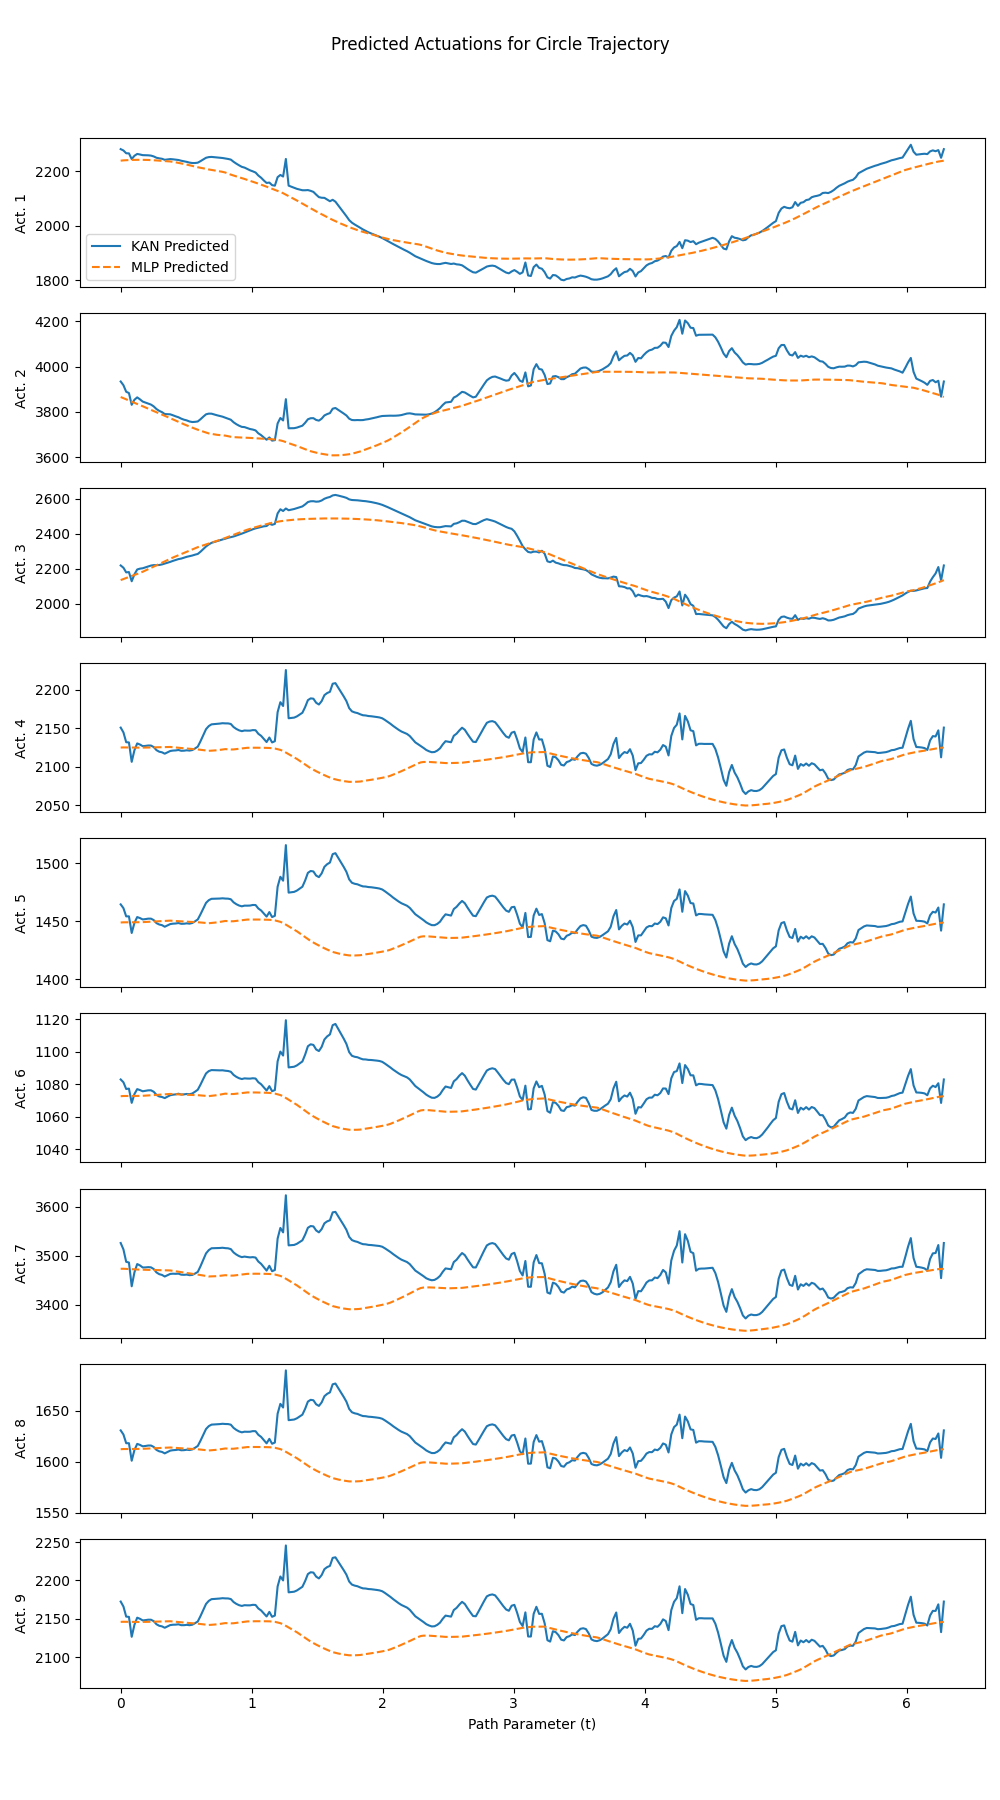 Predicted Actuations for Circle Trajectory
Act. 1
2200
2000
1800
KAN Predicted
MLP Predicted
Act. 2
4200
4000
3800
3600
Act. 3
2600
2400
2200
2000
Act. 4
2200
2150
2100
2050
Act. 5
1500
1450
1400
Act. 6
1120
1100
1080
1060
1040
Act. 7
3600
3500
3400
Act. 8
1650
1600
1550
Act. 9
2250
2200
2150
2100
0 1 2 3 4 5 6
Path Parameter (t)